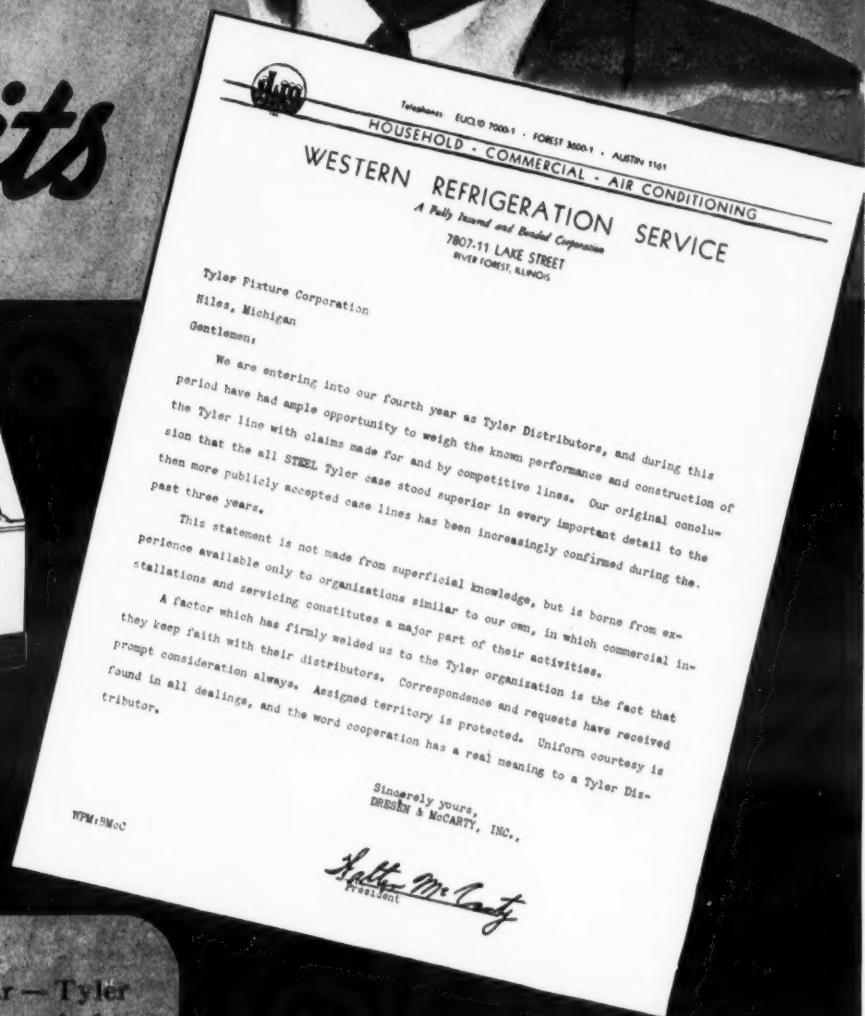 its
Telephones EUCLID 7000-1 · FOREST 3600-1 · AUSTIN 1161
HOUSEHOLD · COMMERCIAL · AIR CONDITIONING
WESTERN REFRIGERATION SERVICE
A Fully Insured and Bonded Corporation
7807-11 LAKE STREET
RIVER FOREST, ILLINOIS
Tyler Fixture Corporation
Niles, Michigan
Gentlemen:
We are entering into our fourth year as Tyler Distributors, and during this
period have had ample opportunity to weigh the known performance and construction of
the Tyler line with claims made for and by competitive lines. Our original conclu-
sion that the all STEEL Tyler case stood superior in every important detail to the
then more publicly accepted case lines has been increasingly confirmed during the.
past three years.
This statement is not made from superficial knowledge, but is borne from ex-
perience available only to organizations similar to our own, in which commercial in-
stallations and servicing constitutes a major part of their activities.
A factor which has firmly welded us to the Tyler organization is the fact that
they keep faith with their distributors. Correspondence and requests have received
prompt consideration always. Assigned territory is protected. Uniform courtesy is
found in all dealings, and the word cooperation has a real meaning to a Tyler Dis-
tributor.
Sincerely yours,
DRESEN & McCARTY, INC.,
WPM:BMcC
Walter McCarty
President
r — Tyler